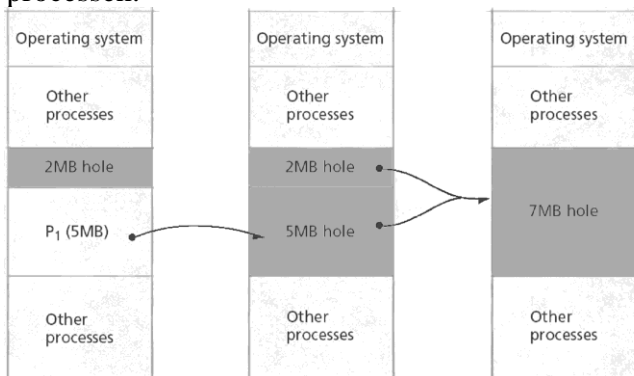 processen.
Operating system
Other
processes
2MB hole
P₁ (5MB)
Other
processes
Operating system
Other
processes
2MB hole
5MB hole
Other
processes
Operating system
Other
processes
7MB hole
Other
processes